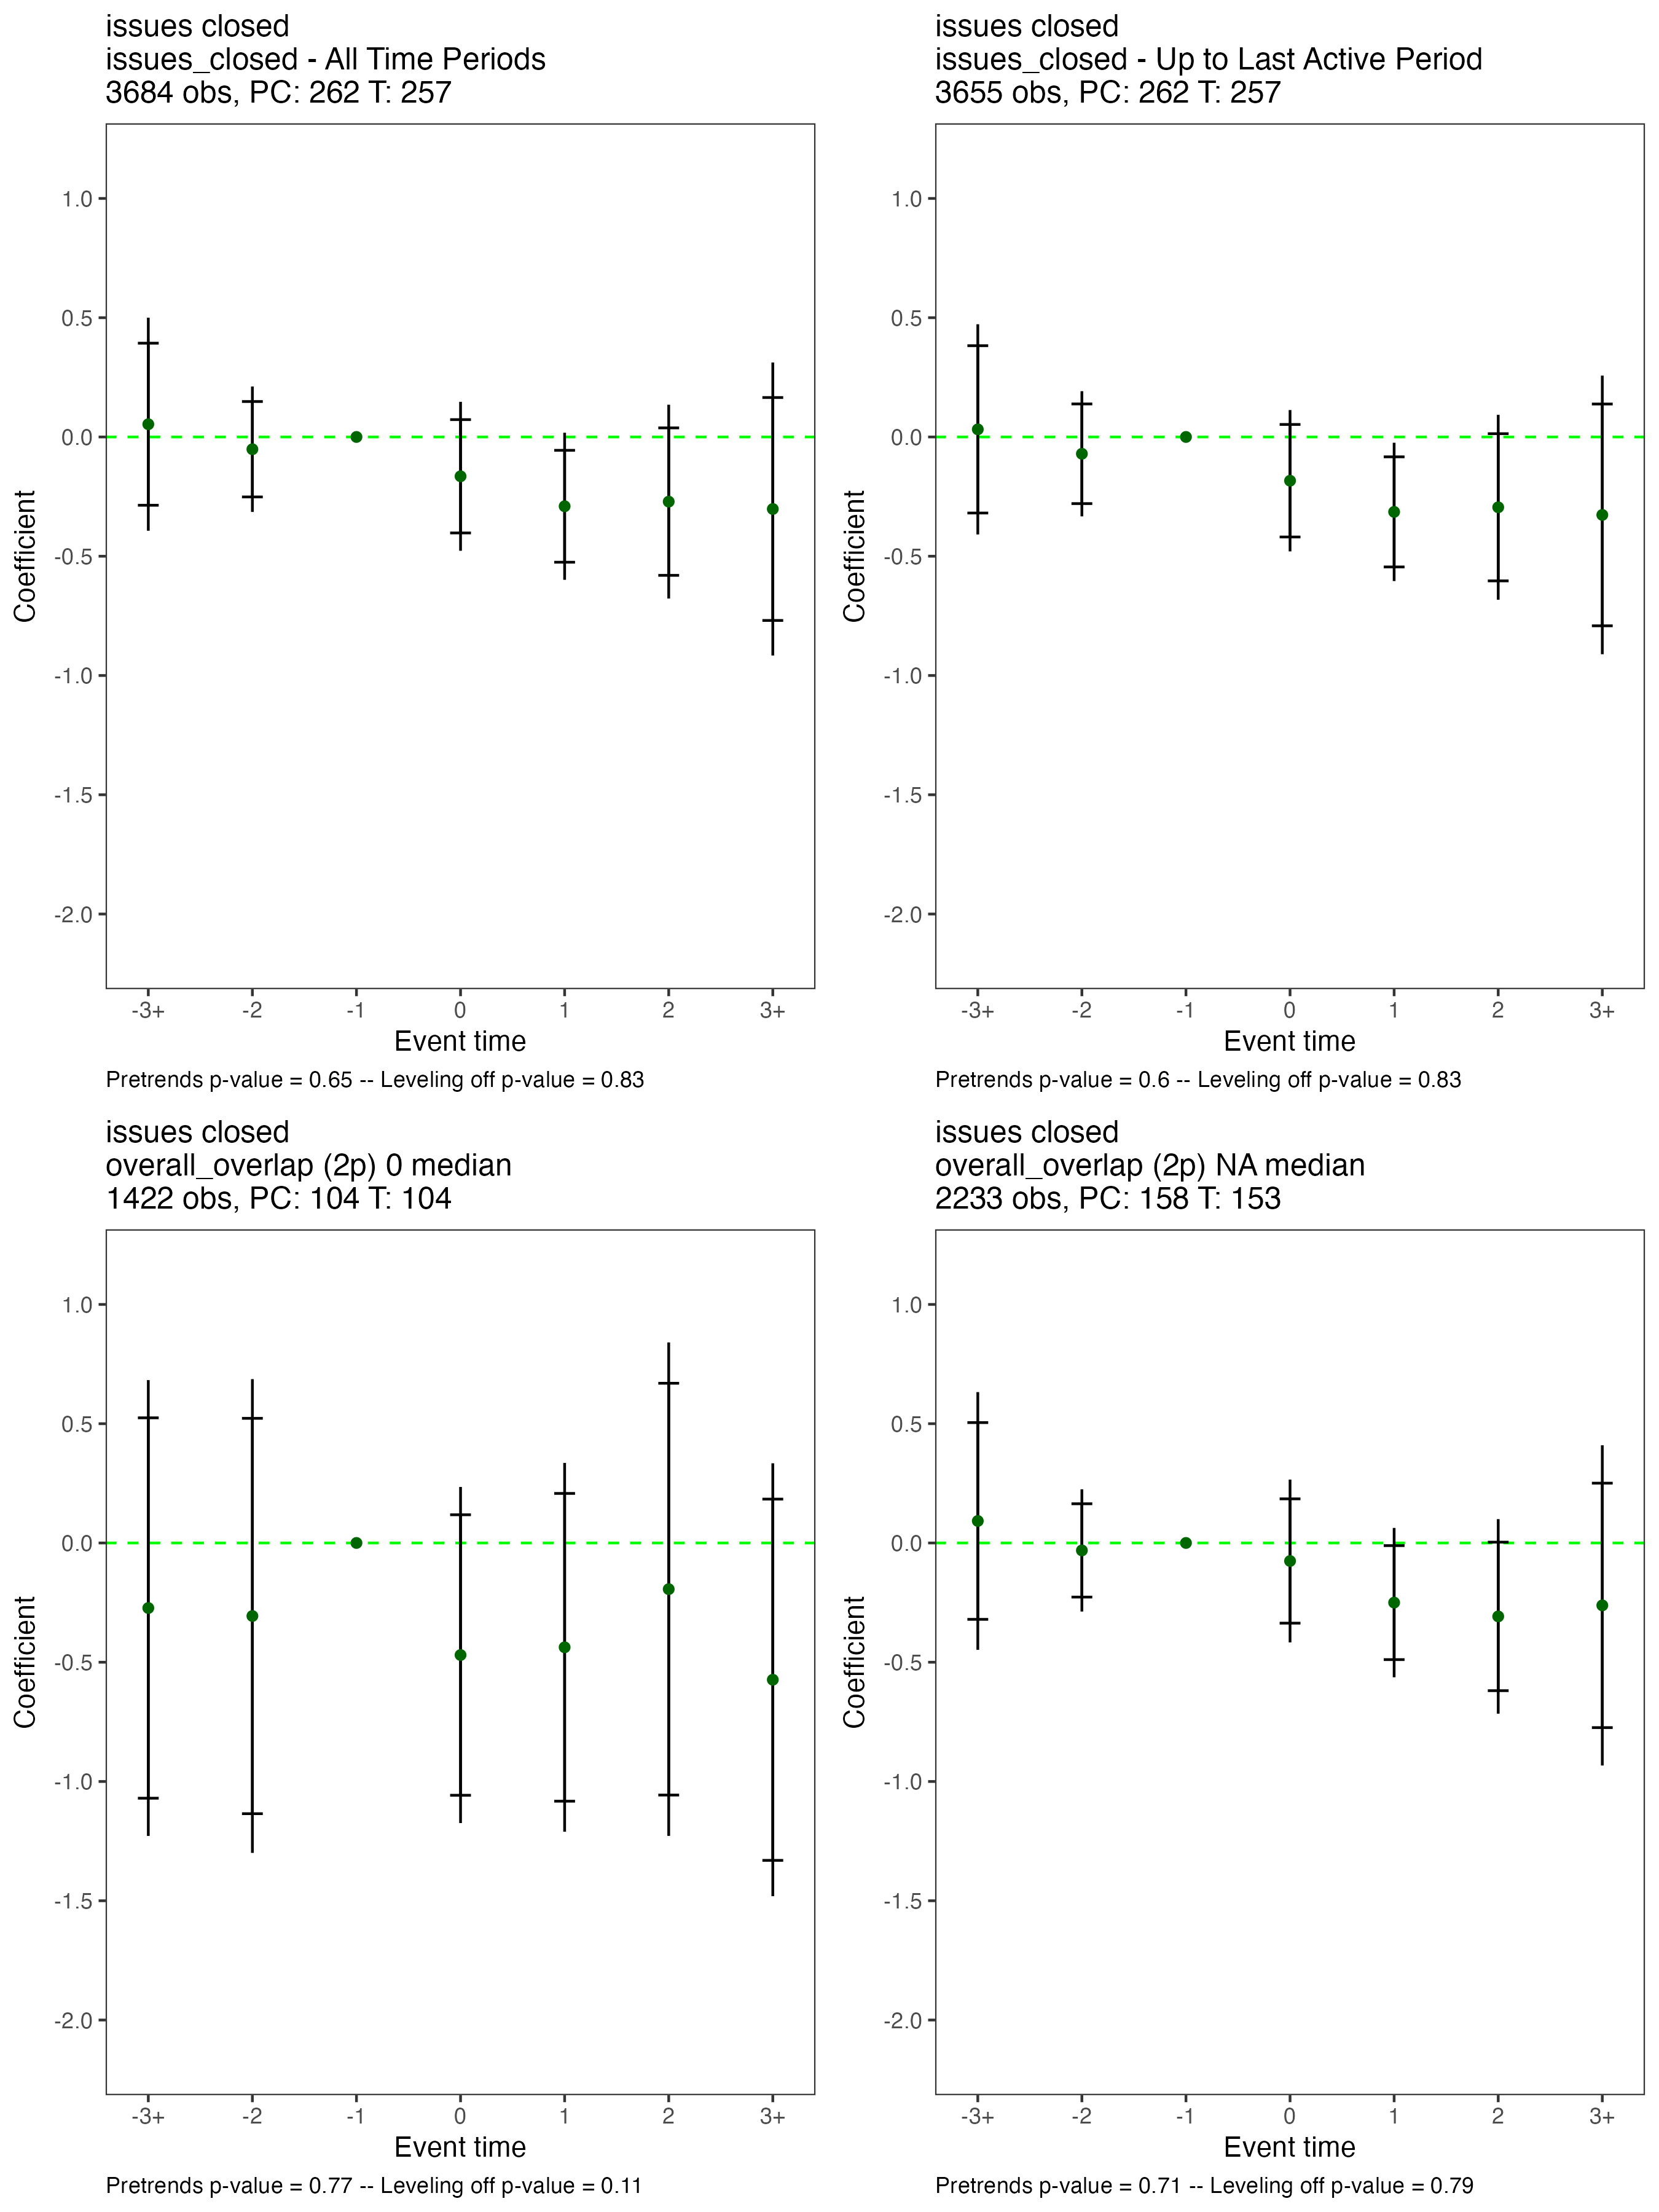 issues closed
issues_closed - All Time Periods
3684 obs, PC: 262 T: 257
1.0
0.5
0.0
-0.5
-1.0
-1.5
-2.0
Coefficient
-3+ -2 -1 0 1 2 3+
Event time
Pretrends p-value = 0.65 -- Leveling off p-value = 0.83
issues closed
issues_closed - Up to Last Active Period
3655 obs, PC: 262 T: 257
1.0
0.5
0.0
-0.5
-1.0
-1.5
-2.0
Coefficient
-3+ -2 -1 0 1 2 3+
Event time
Pretrends p-value = 0.6 -- Leveling off p-value = 0.83
issues closed
overall_overlap (2p) 0 median
1422 obs, PC: 104 T: 104
1.0
0.5
0.0
-0.5
-1.0
-1.5
-2.0
Coefficient
-3+ -2 -1 0 1 2 3+
Event time
Pretrends p-value = 0.77 -- Leveling off p-value = 0.11
issues closed
overall_overlap (2p) NA median
2233 obs, PC: 158 T: 153
1.0
0.5
0.0
-0.5
-1.0
-1.5
-2.0
Coefficient
-3+ -2 -1 0 1 2 3+
Event time
Pretrends p-value = 0.71 -- Leveling off p-value = 0.79